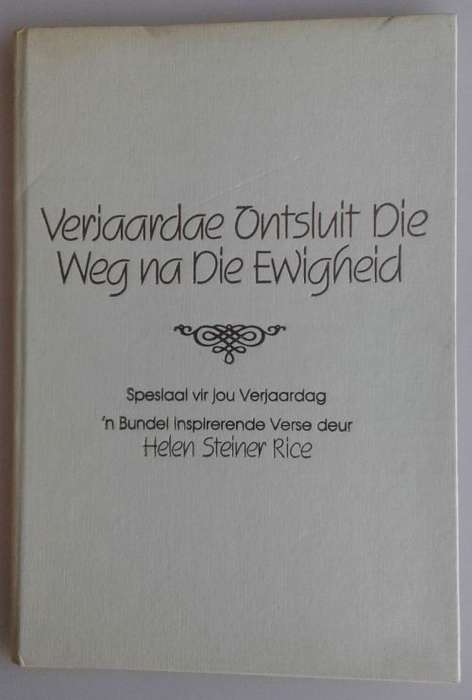 Verjaardae Ontsluit Die
Weg na Die Ewigheid
Spesiaal vir jou Verjaardag
'n Bundel Inspirerende Verse deur
Helen Steiner Rice